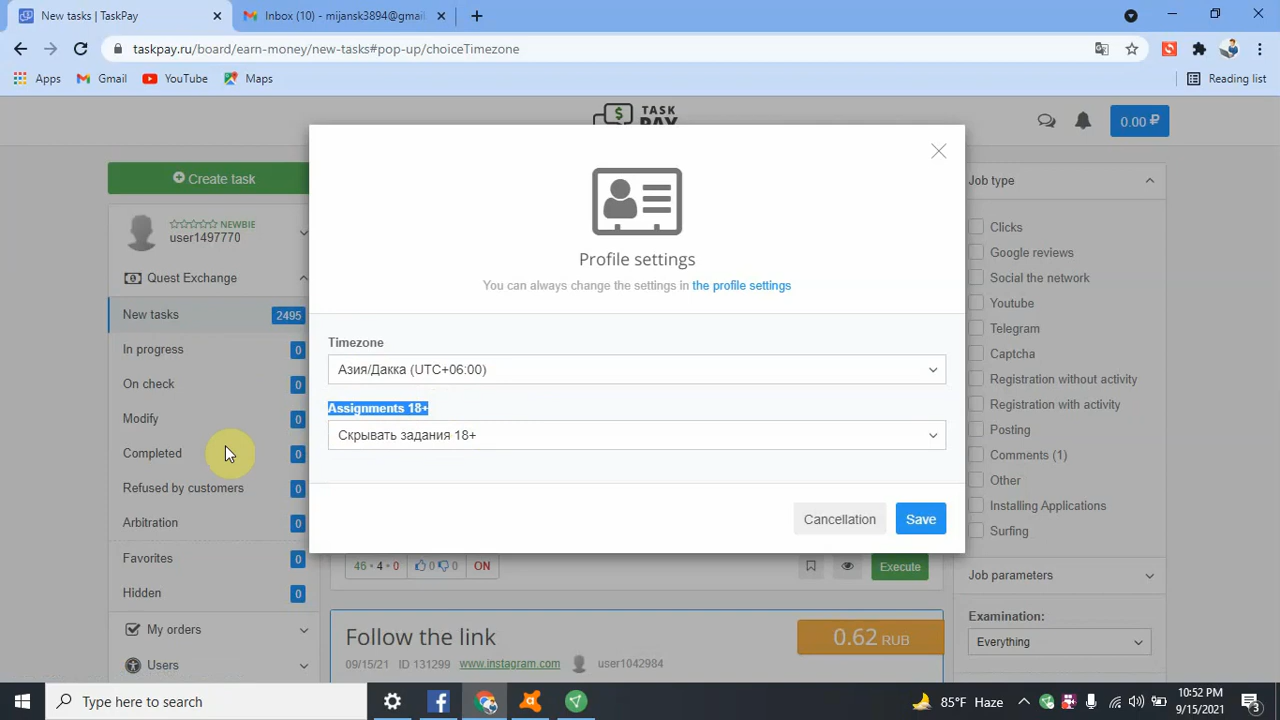 New tasks | TaskPay
Inbox (10) - mijansk3894@gmail
taskpay.ru/board/earn-money/new-tasks#pop-up/choiceTimezone
Apps
Gmail
YouTube
Maps
Reading list
TASK
PAY
0.00 ₽
Create task
NEWBIE
user1497770
Quest Exchange
New tasks 2495
In progress 0
On check 0
Modify 0
Completed 0
Refused by customers 0
Arbitration 0
Favorites 0
Hidden 0
My orders
Users
Profile settings
You can always change the settings in the profile settings
Timezone
Азия/Дакка (UTC+06:00)
Assignments 18+
Скрывать задания 18+
Cancellation
Save
46 • 4 • 0
0
0
ON
Execute
Follow the link
0.62 RUB
09/15/21 ID 131299 www.instagram.com user1042984
Job type
Clicks
Google reviews
Social the network
Youtube
Telegram
Captcha
Registration without activity
Registration with activity
Posting
Comments (1)
Other
Installing Applications
Surfing
Job parameters
Examination:
Everything
Type here to search
85°F Haze
10:52 PM
9/15/2021
3